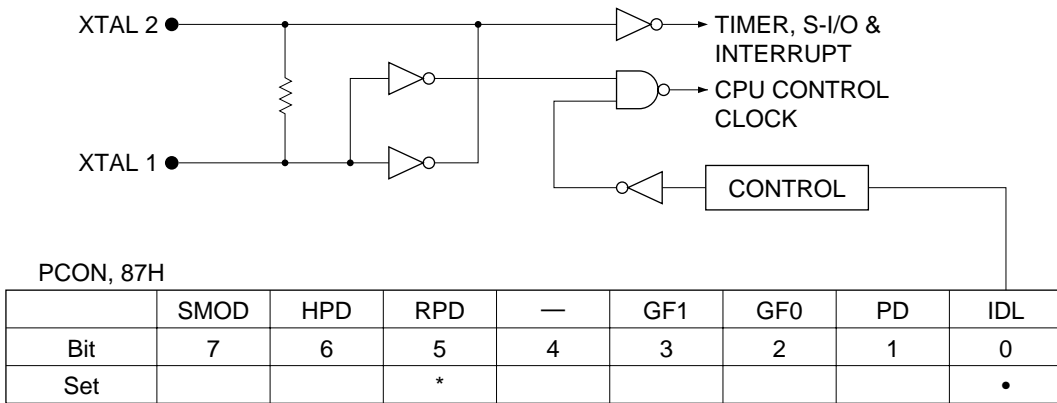 XTAL 2
TIMER, S-I/O &
INTERRUPT
CPU CONTROL
CLOCK
XTAL 1
CONTROL
PCON, 87H
SMOD HPD RPD — GF1 GF0 PD IDL
Bit 7 6 5 4 3 2 1 0
Set * •